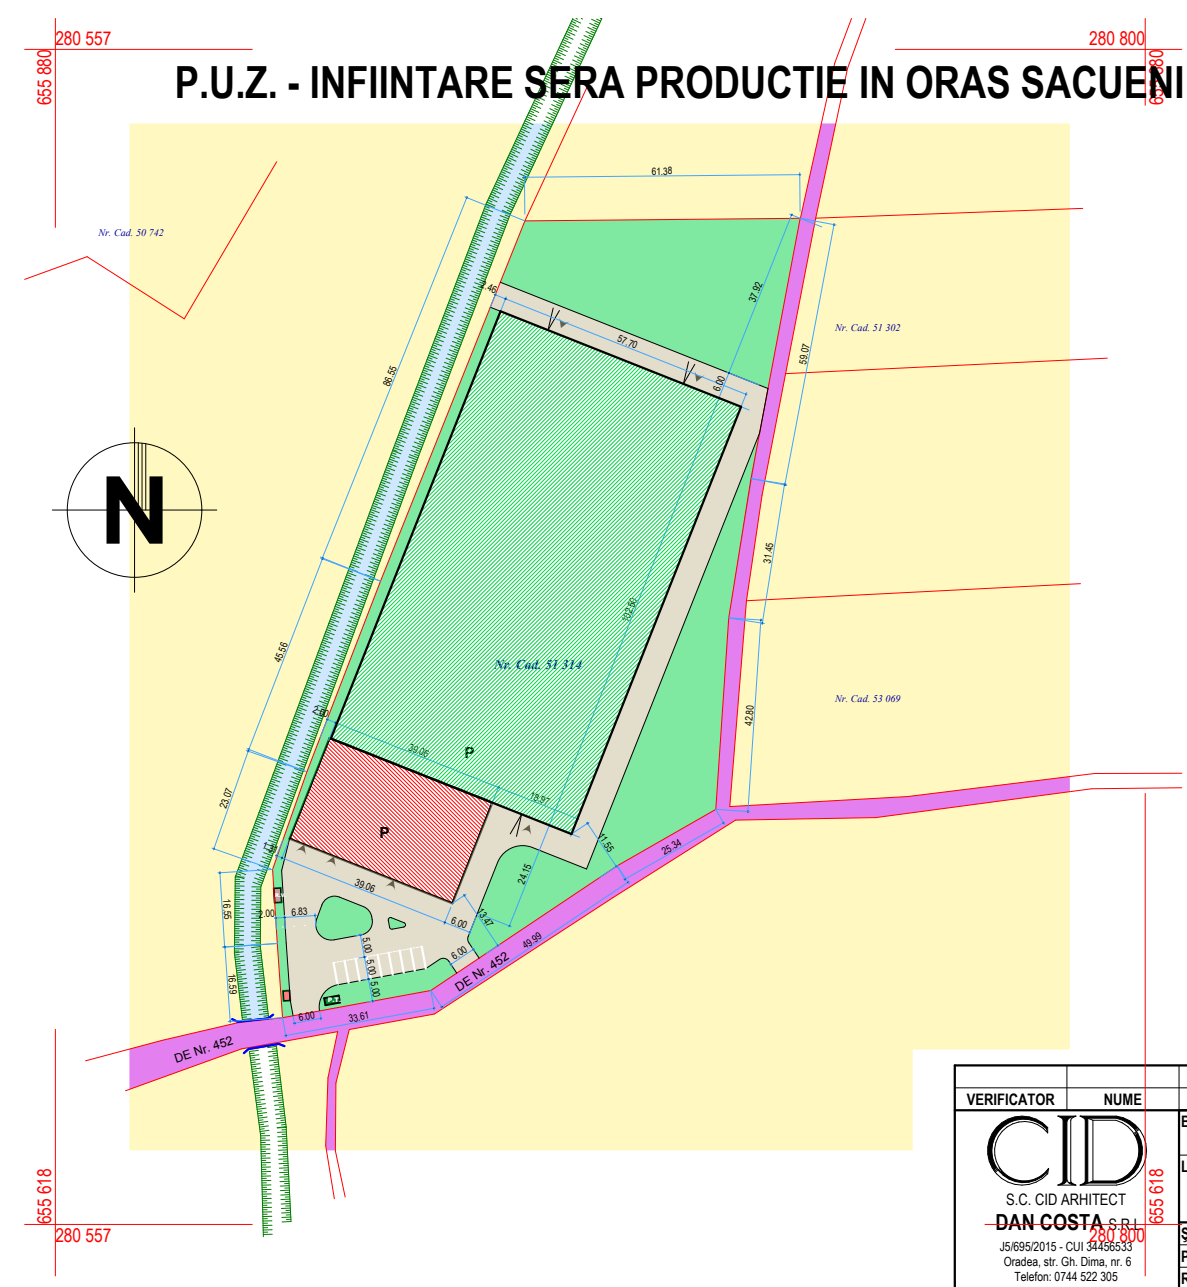 280 557
280 800
655 880
655 880
P.U.Z. - INFIINTARE SERA PRODUCTIE IN ORAS SACUENI
61.38
Nr. Cad. 50 742
37.92
2.46
57.70
59.07
Nr. Cad. 51 302
86.55
6.00
N
31.45
102.50
45.56
Nr. Cad. 51 314
Nr. Cad. 53 069
42.80
39.06
P
18.97
23.07
P
11.55
25.34
24.15
39.06
16.55
2.00
6.83
6.00
13.47
49.99
5.00
6.00
5.00
DE Nr. 452
16.59
5.00
6.00
33.61
DE Nr. 452
VERIFICATOR
NUME
CID
S.C. CID ARHITECT
DAN COSTA S.R.L
J5/695/2015 - CUI 34456533
Oradea, str. Gh. Dima, nr. 6
Telefon: 0744 522 305
655 618
655 618
280 557
280 800